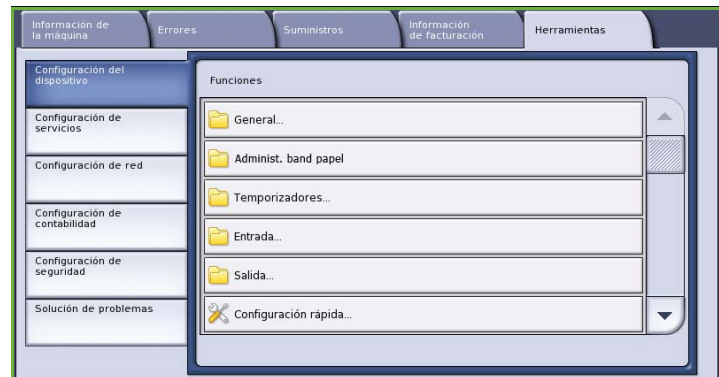 Información de
la máquina
Errores
Suministros
Información
de facturación
Herramientas
Configuración del
dispositivo
Configuración de
servicios
Configuración de red
Configuración de
contabilidad
Configuración de
seguridad
Solución de problemas
Funciones
General...
Administ. band papel
Temporizadores...
Entrada...
Salida...
Configuración rápida...